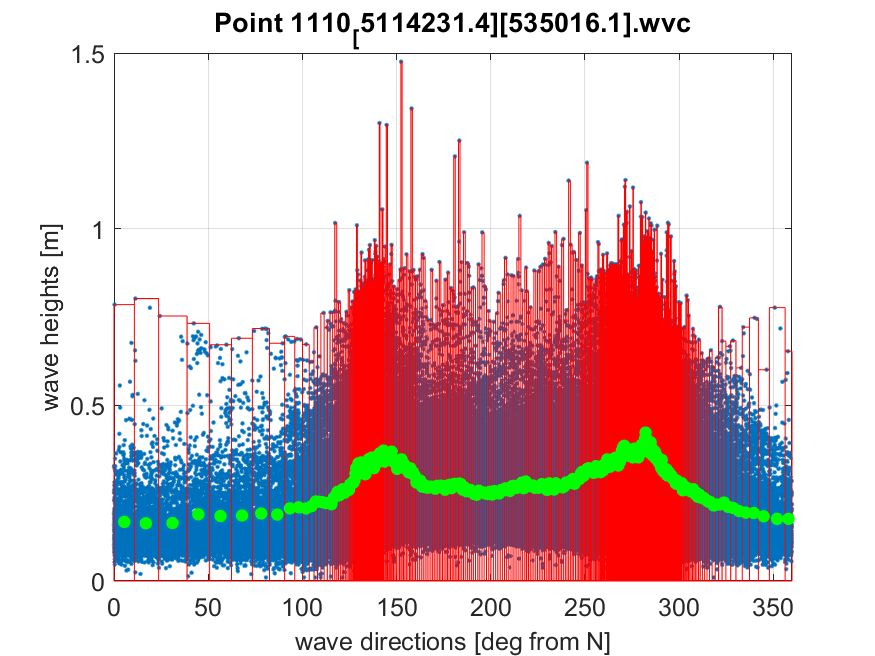 Point 1110[5114231.4][535016.1].wvc
1.5
1
0.5
0
wave heights [m]
0 50 100 150 200 250 300 350
wave directions [deg from N]